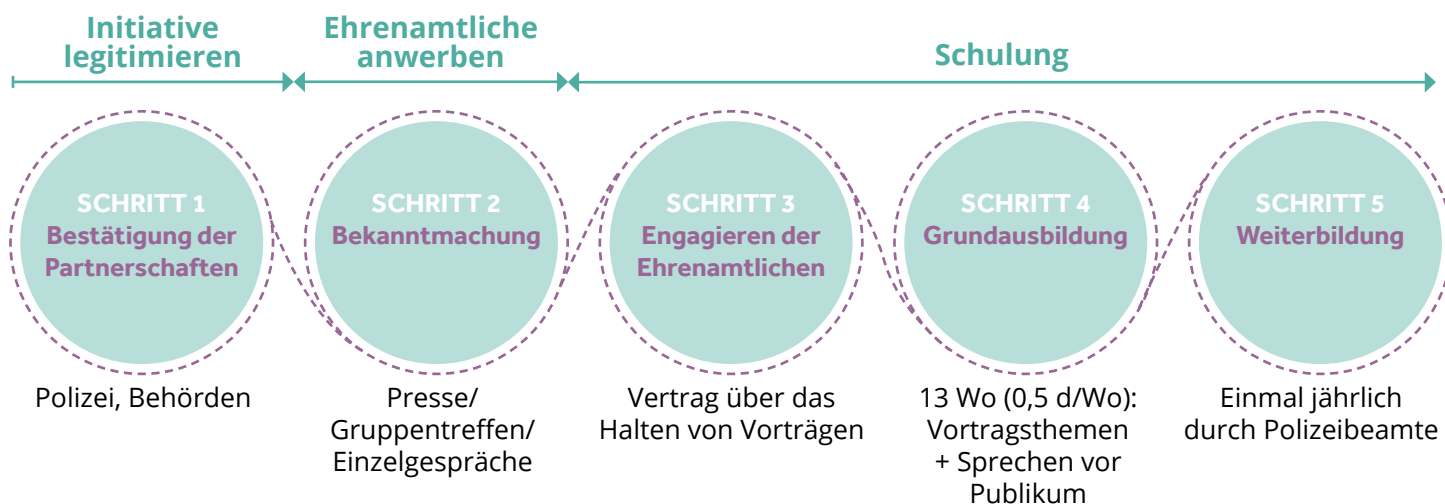 Initiative
legitimieren
Ehrenamtliche
anwerben
Schulung
SCHRITT 1
Bestätigung der
Partnerschaften
Polizei, Behörden
SCHRITT 2
Bekanntmachung
Presse/
Gruppentreffen/
Einzelgespräche
SCHRITT 3
Engagieren der
Ehrenamtlichen
Vertrag über das
Halten von Vorträgen
SCHRITT 4
Grundausbildung
13 Wo (0,5 d/Wo):
Vortragsthemen
+ Sprechen vor
Publikum
SCHRITT 5
Weiterbildung
Einmal jährlich
durch Polizeibeamte